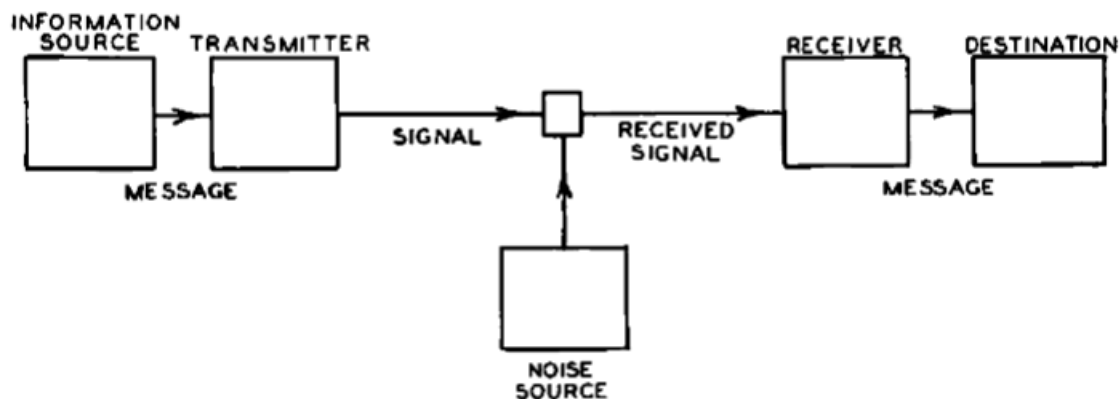 INFORMATION
SOURCE
TRANSMITTER
RECEIVER
DESTINATION
SIGNAL
RECEIVED
SIGNAL
MESSAGE
MESSAGE
NOISE
SOURCE